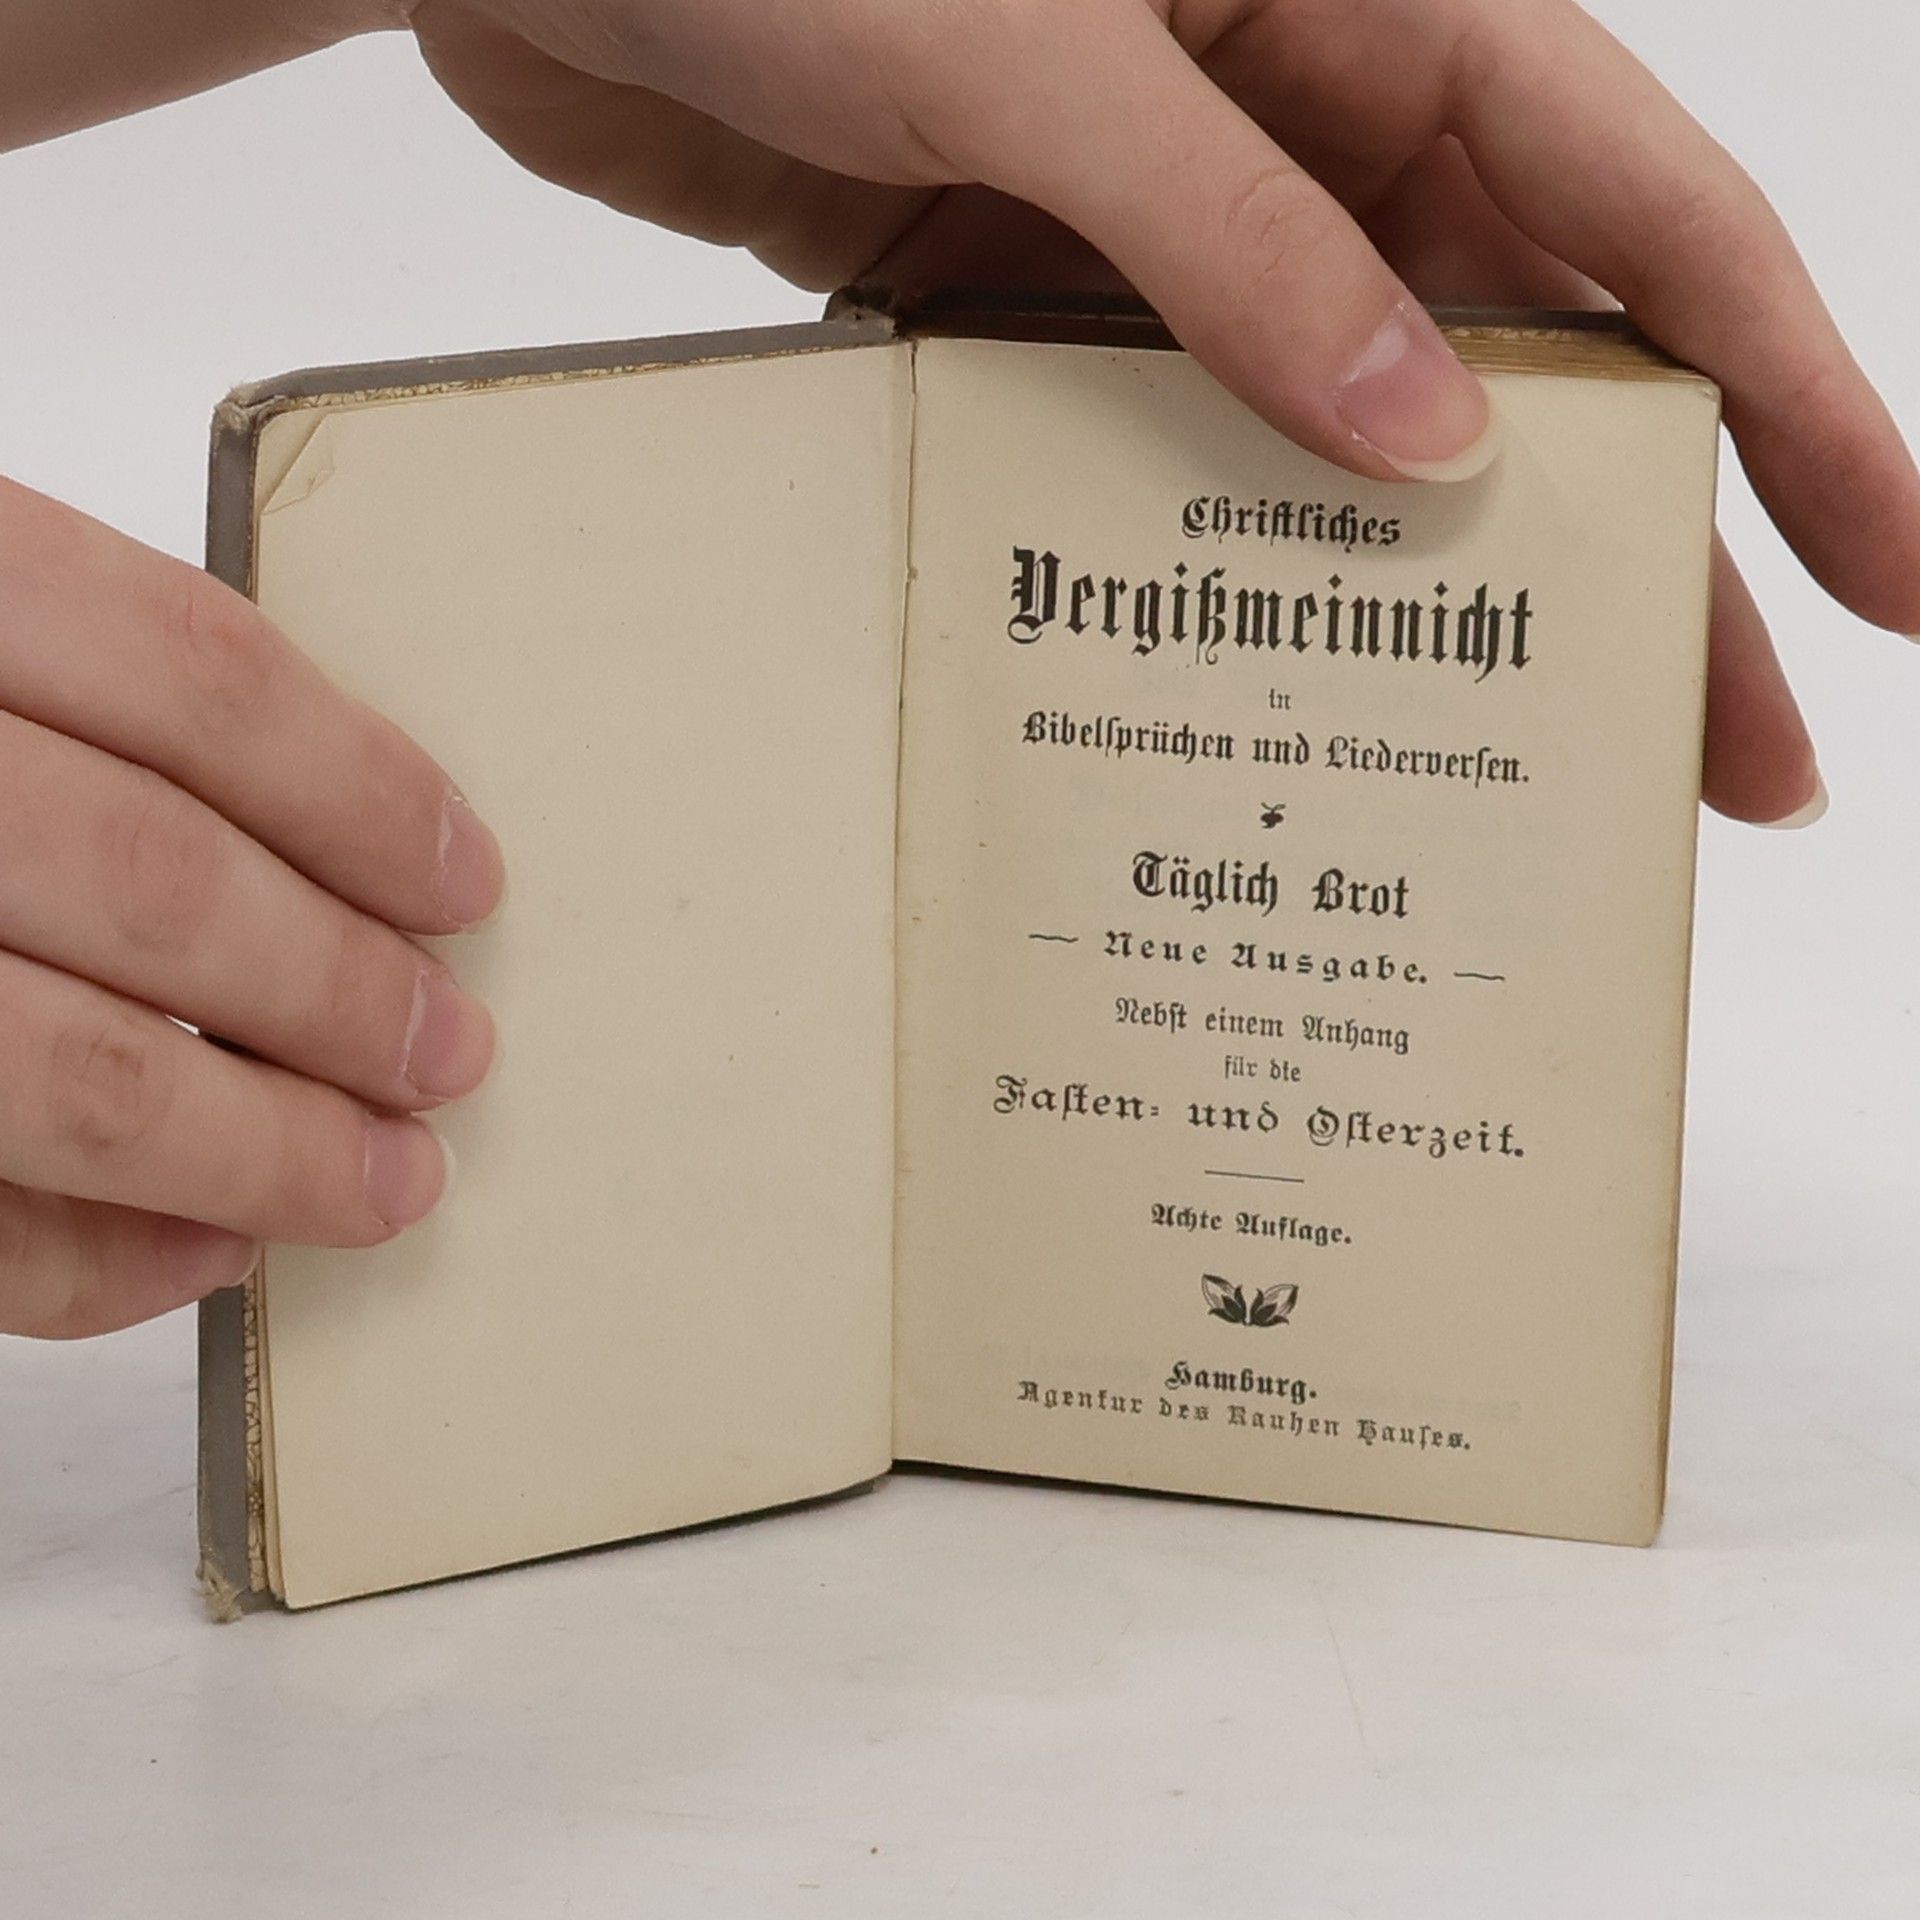 Chriſtliches
Vergißmeinnicht
in
Bibelſprüchen und Liederverſen.
Täglich Brot
— Neue Ausgabe. —
Nebſt einem Anhang
für die
Faſten- und Oſterzeit.
Achte Auflage.
Hamburg.
Agentur des Rauhen Hauſes.